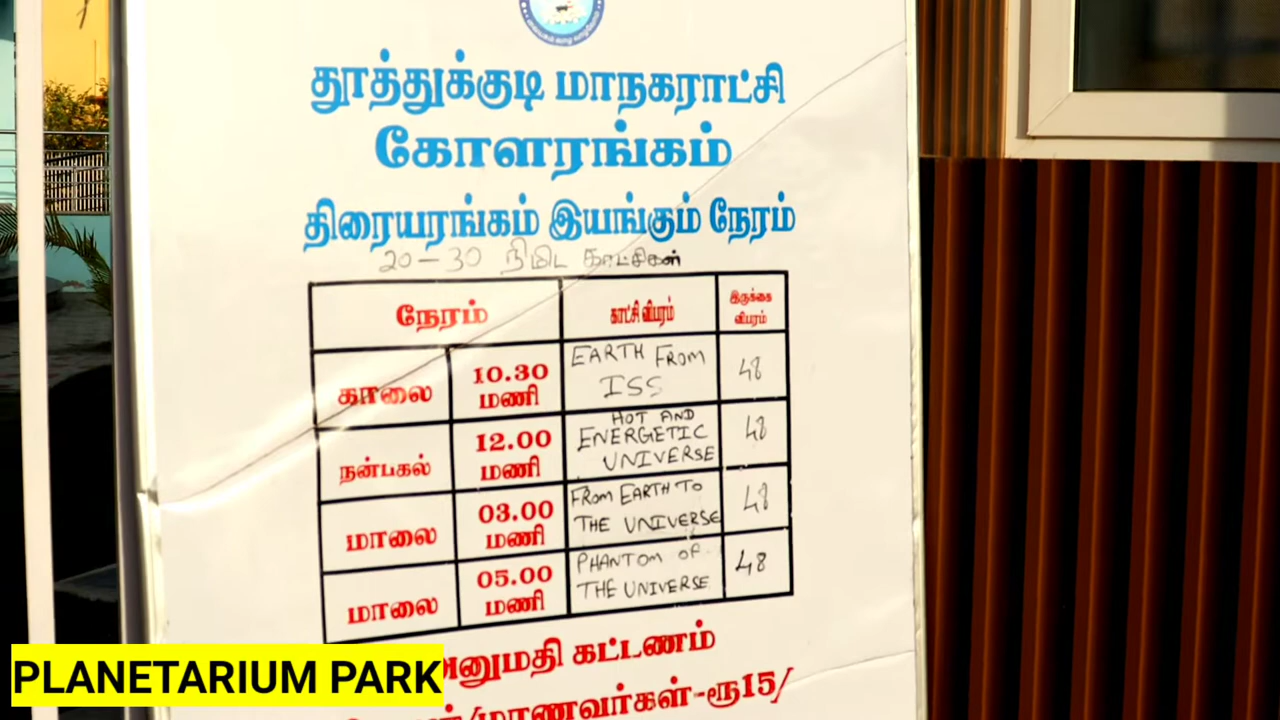 தூத்துக்குடி மாநகராட்சி
கோளரங்கம்
திரையரங்கம் இயங்கும் நேரம்
20-30 நிமிட காட்சிகள்
நேரம் காட்சி விபரம் இருக்கை விபரம்
காலை 10.30 மணி EARTH FROM ISS 48
நன்பகல் 12.00 மணி HOT AND ENERGETIC UNIVERSE 48
மாலை 03.00 மணி FROM EARTH TO THE UNIVERSE 48
மாலை 05.00 மணி PHANTOM OF THE UNIVERSE 48
அனுமதி கட்டணம்
மாணவர்கள்-ரூ15/
PLANETARIUM PARK